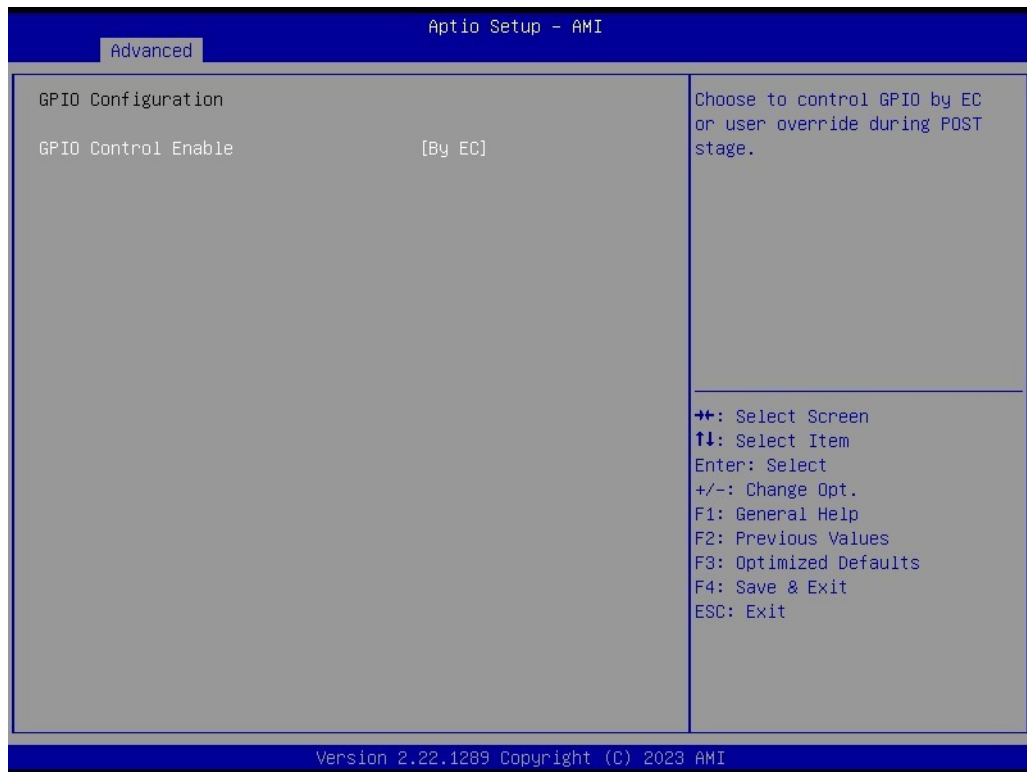 Aptio Setup – AMI
Advanced
GPIO Configuration
GPIO Control Enable [By EC]
Choose to control GPIO by EC
or user override during POST
stage.
→←: Select Screen
↑↓: Select Item
Enter: Select
+/-: Change Opt.
F1: General Help
F2: Previous Values
F3: Optimized Defaults
F4: Save & Exit
ESC: Exit
Version 2.22.1289 Copyright (C) 2023 AMI